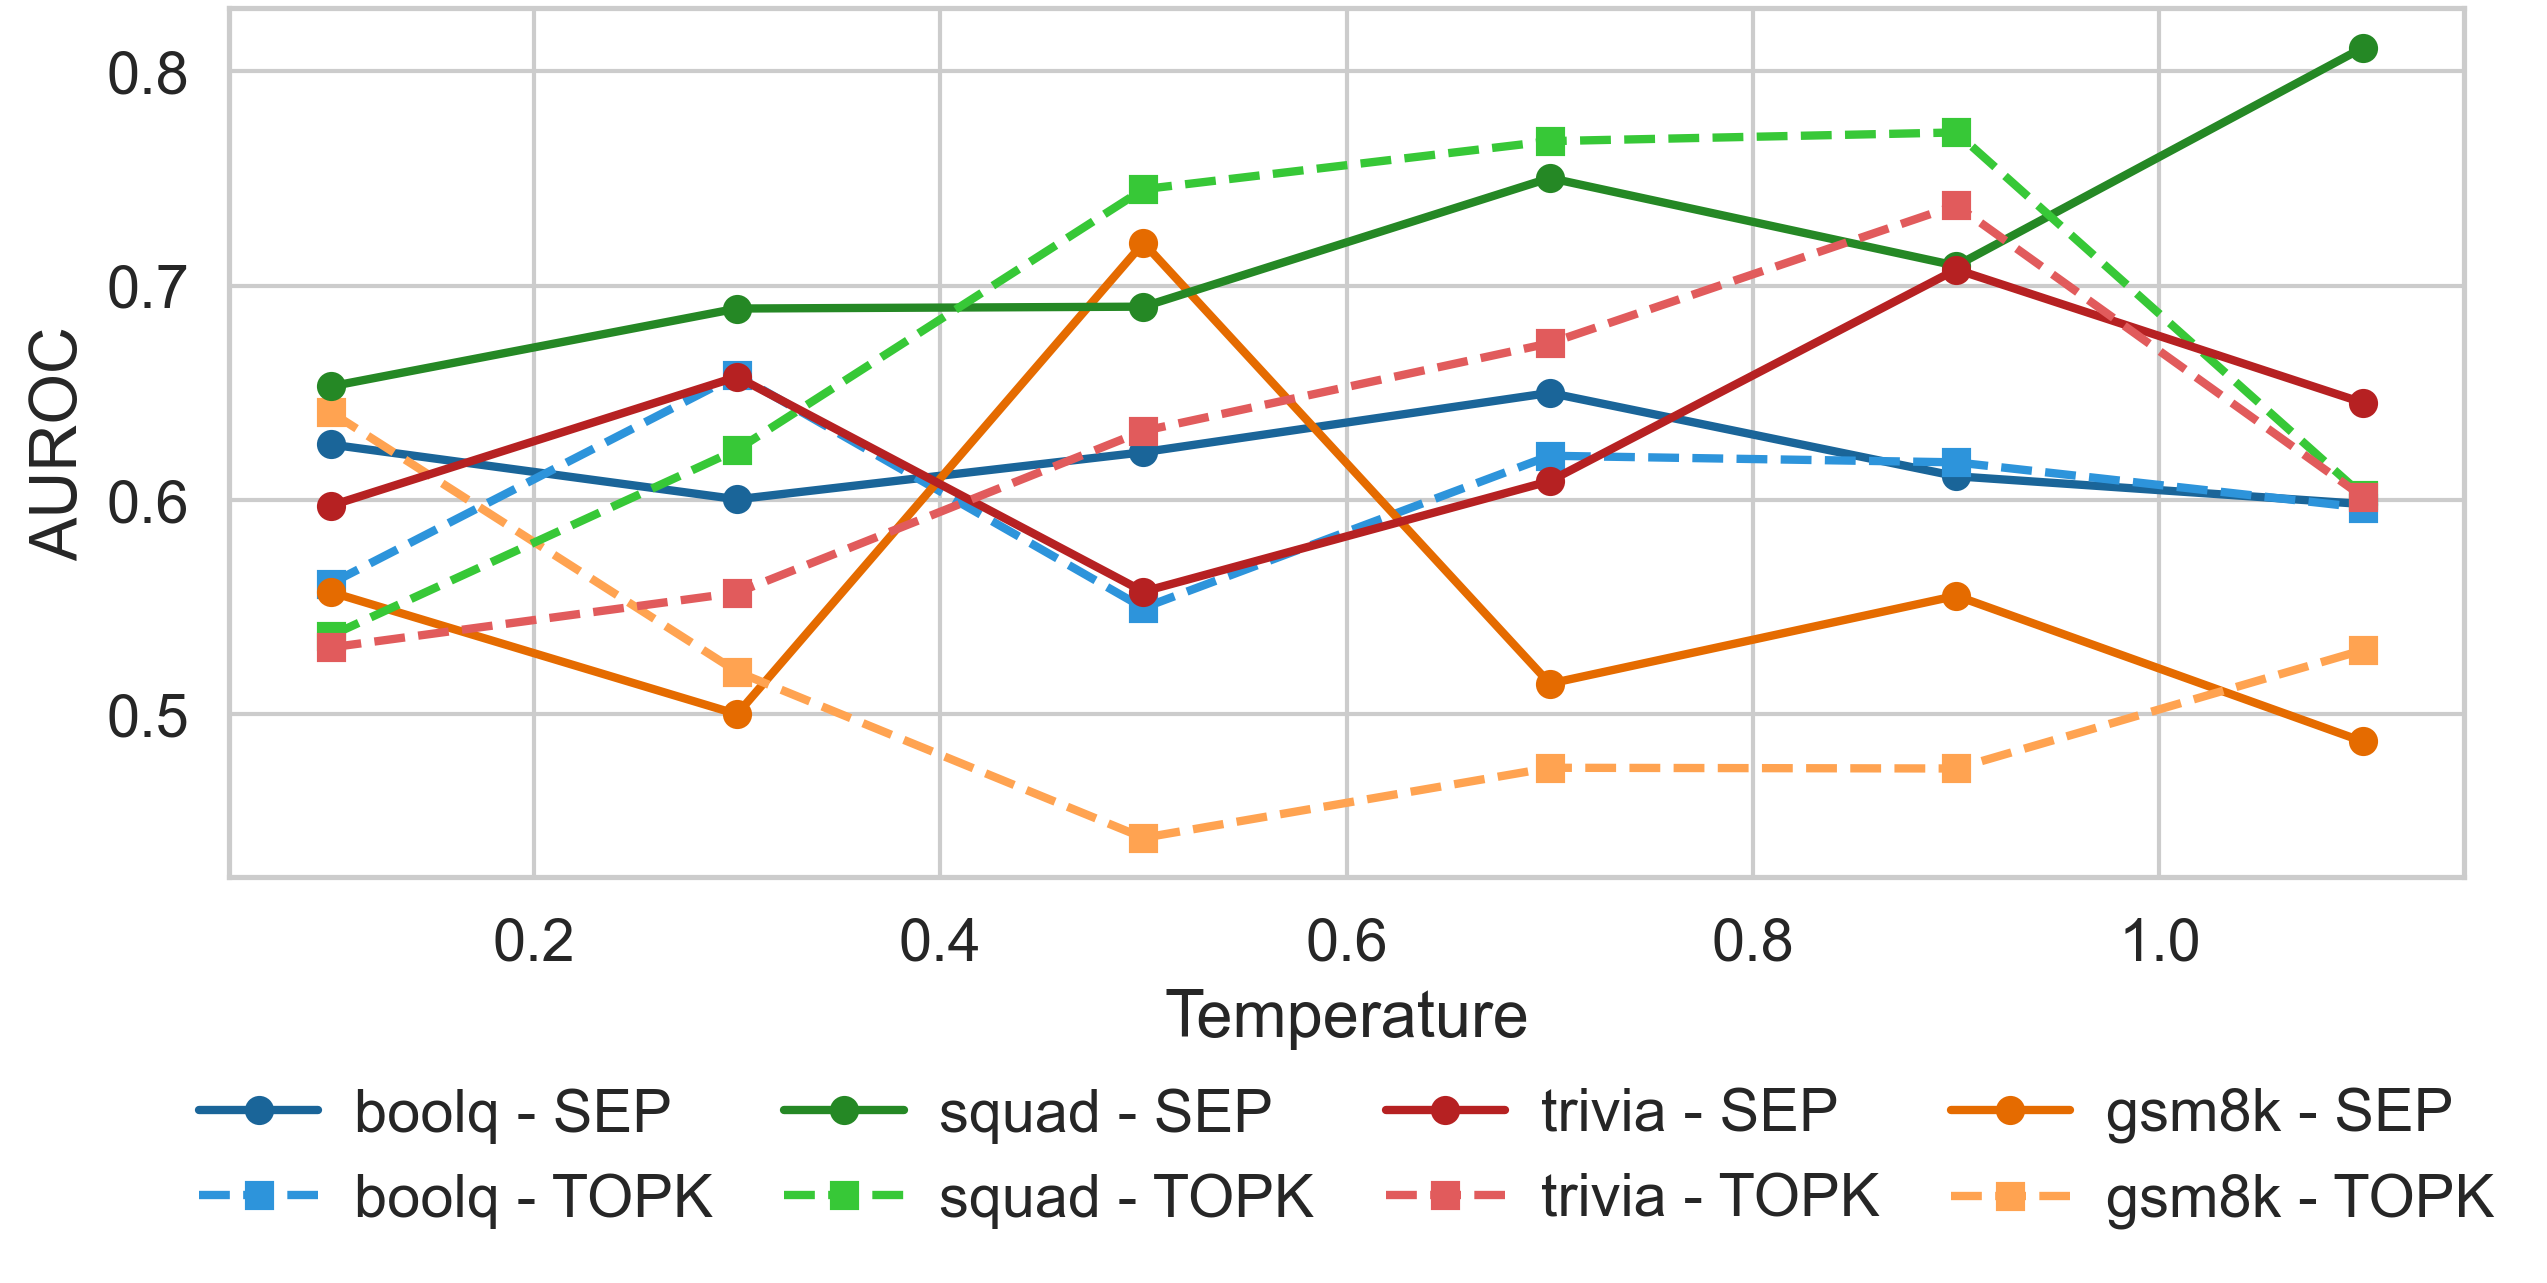 AUROC
0.8
0.7
0.6
0.5
0.2 0.4 0.6 0.8 1.0
Temperature
boolq - SEP squad - SEP trivia - SEP gsm8k - SEP
boolq - TOPK squad - TOPK trivia - TOPK gsm8k - TOPK